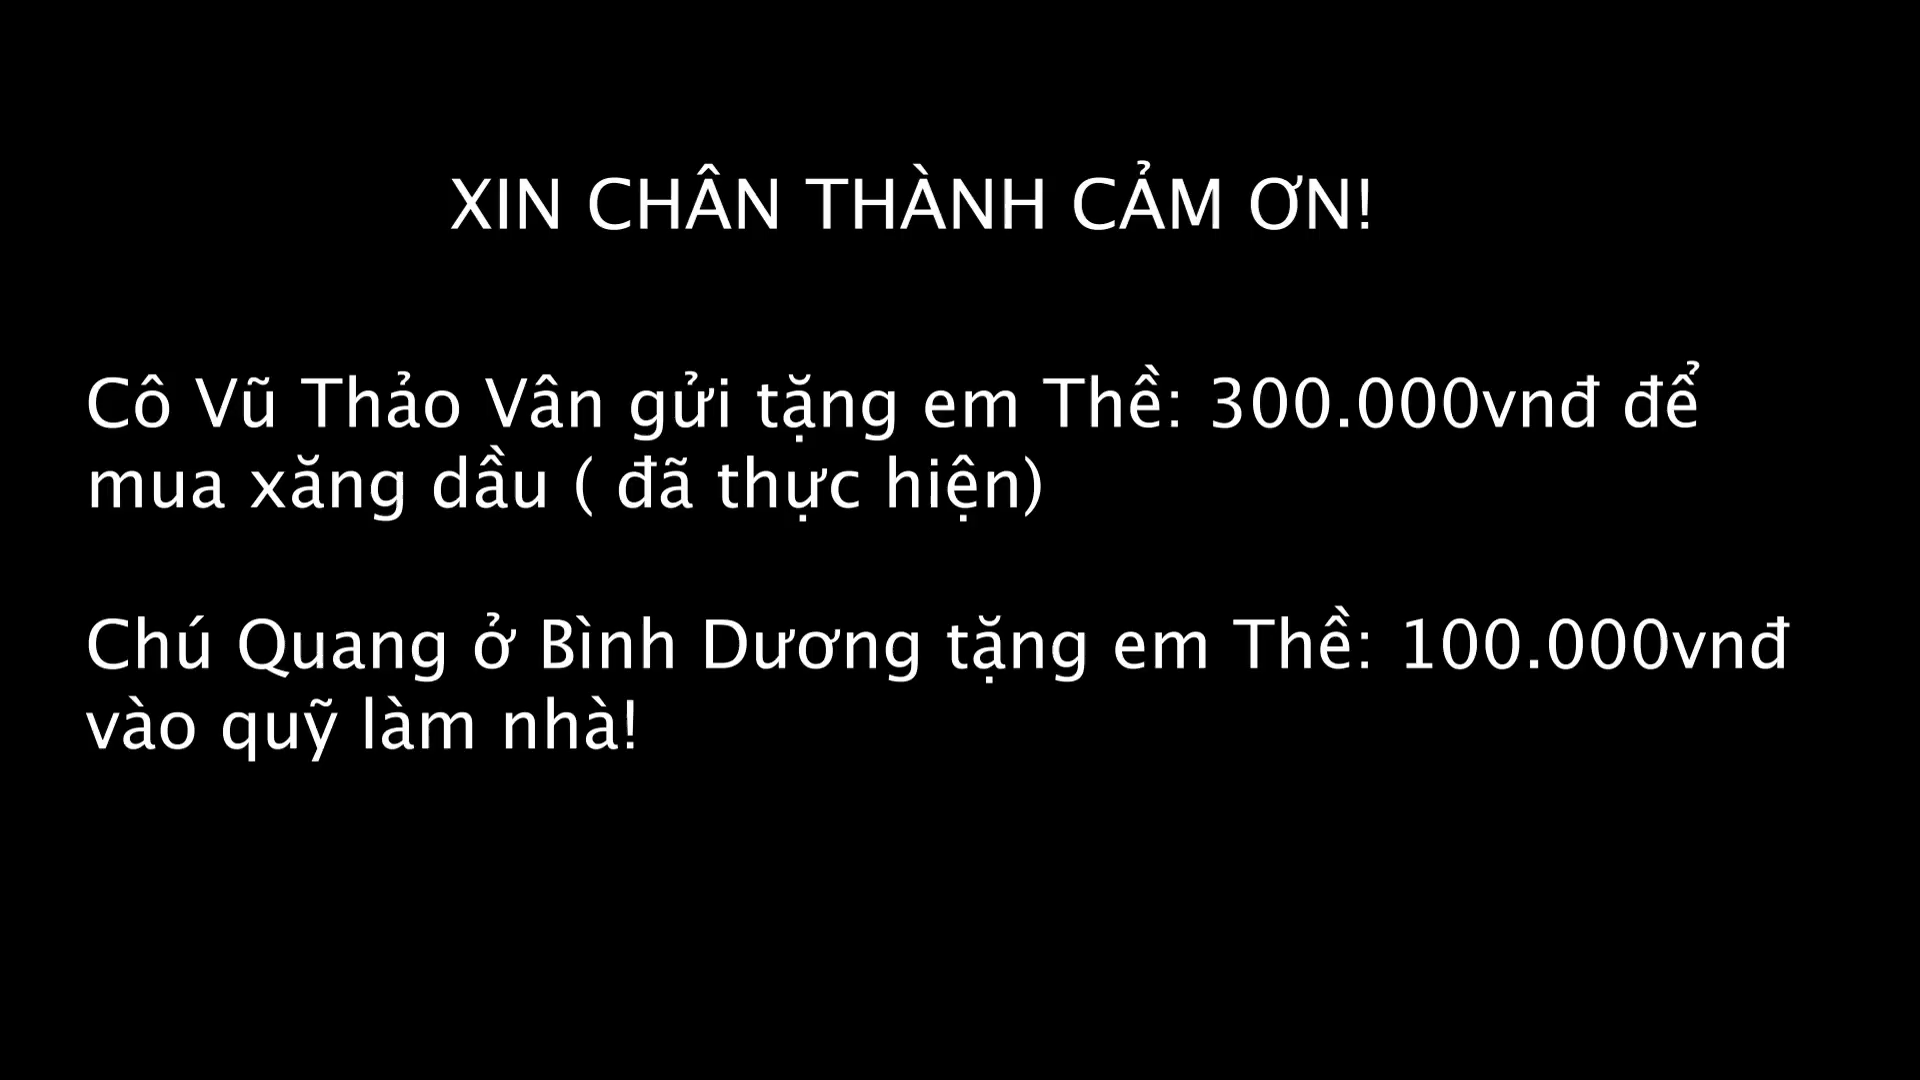 XIN CHÂN THÀNH CẢM ƠN!
Cô Vũ Thảo Vân gửi tặng em Thề: 300.000vnđ để
mua xăng dầu ( đã thực hiện)
Chú Quang ở Bình Dương tặng em Thề: 100.000vnđ
vào quỹ làm nhà!